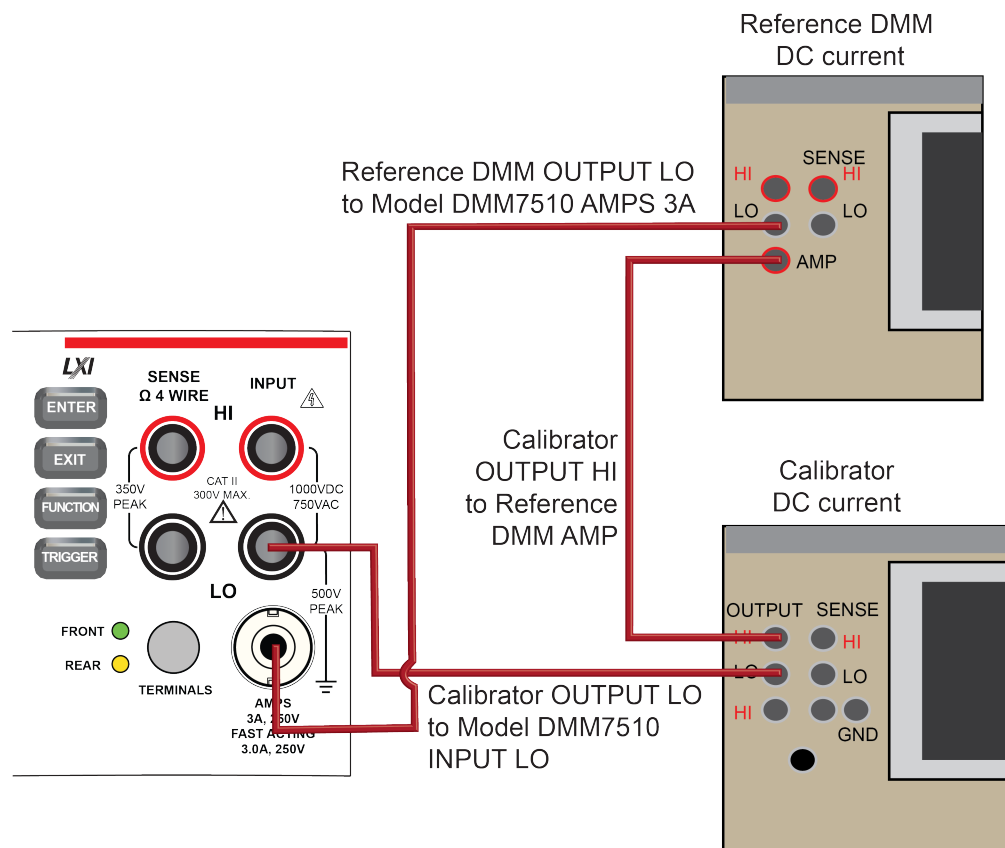 Reference DMM
DC current
Reference DMM OUTPUT LO
to Model DMM7510 AMPS 3A
SENSE
HI
HI
LO
LO
AMP
LXI
SENSE
Ω 4 WIRE
INPUT
HI
ENTER
EXIT
FUNCTION
TRIGGER
350V
PEAK
CAT II
300V MAX.
1000VDC
750VAC
LO
500V
PEAK
FRONT
REAR
TERMINALS
AMPS
3A, 250V
FAST ACTING
3.0A, 250V
Calibrator
OUTPUT HI
to Reference
DMM AMP
Calibrator
DC current
OUTPUT
SENSE
HI
HI
LO
LO
HI
GND
Calibrator OUTPUT LO
to Model DMM7510
INPUT LO